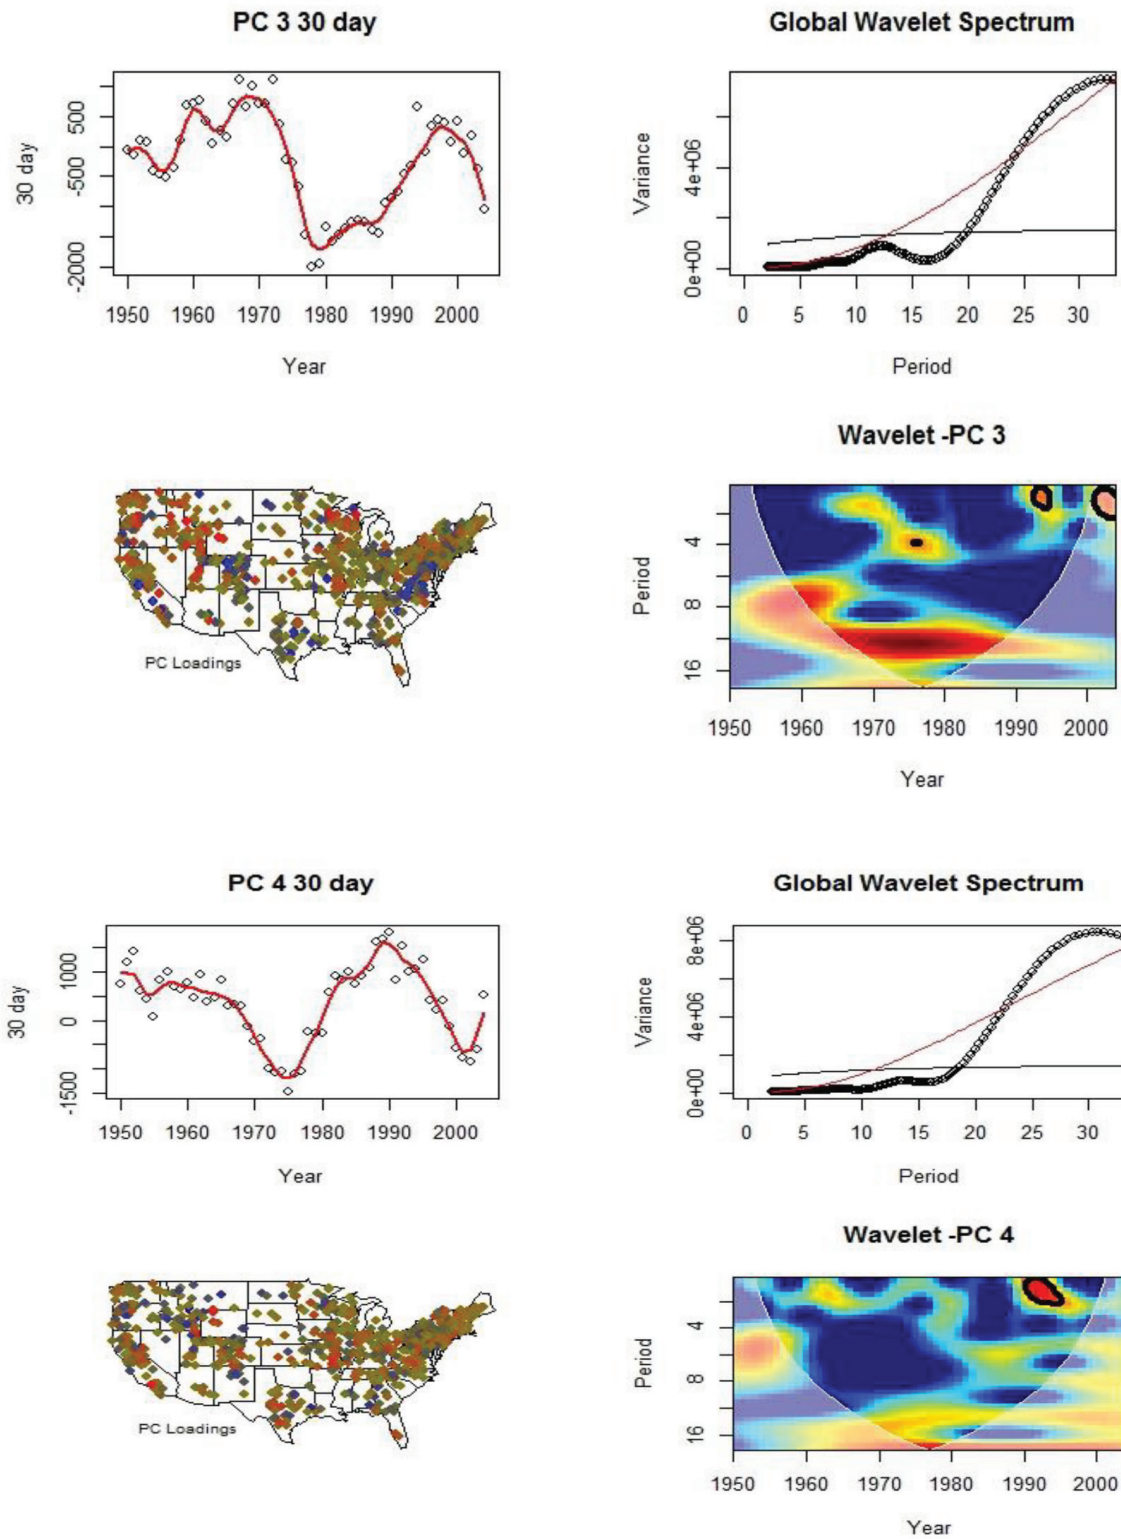 PC 3 30 day
30 day
500
-500
-2000
1950 1960 1970 1980 1990 2000
Year
Global Wavelet Spectrum
Variance
4e+06
0e+00
0 5 10 15 20 25 30
Period
PC Loadings
Wavelet -PC 3
Period
4
8
16
1950 1960 1970 1980 1990 2000
Year
PC 4 30 day
30 day
1000
0
-1500
1950 1960 1970 1980 1990 2000
Year
Global Wavelet Spectrum
Variance
8e+06
4e+06
0e+00
0 5 10 15 20 25 30
Period
PC Loadings
Wavelet -PC 4
Period
4
8
16
1950 1960 1970 1980 1990 2000
Year